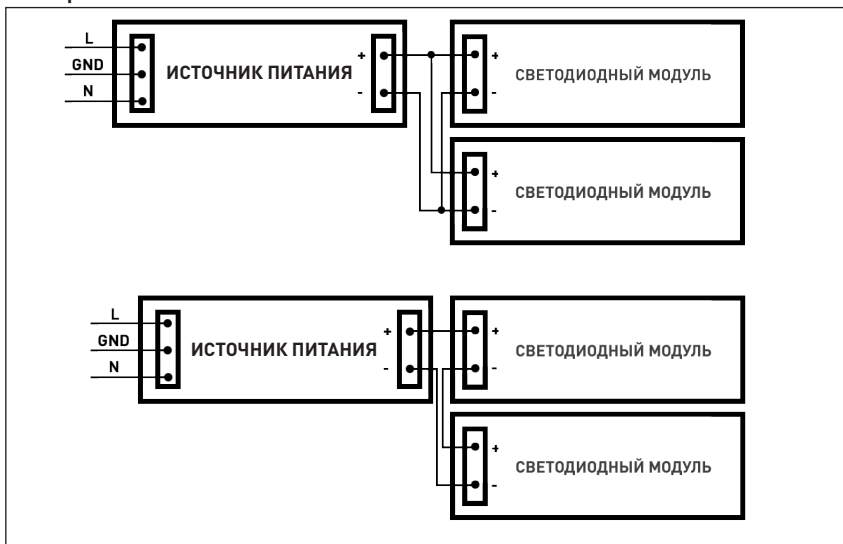 L
GND
N
ИСТОЧНИК ПИТАНИЯ
+
-
+
-
СВЕТОДИОДНЫЙ МОДУЛЬ
+
-
СВЕТОДИОДНЫЙ МОДУЛЬ
L
GND
N
ИСТОЧНИК ПИТАНИЯ
+
-
+
-
СВЕТОДИОДНЫЙ МОДУЛЬ
+
-
СВЕТОДИОДНЫЙ МОДУЛЬ